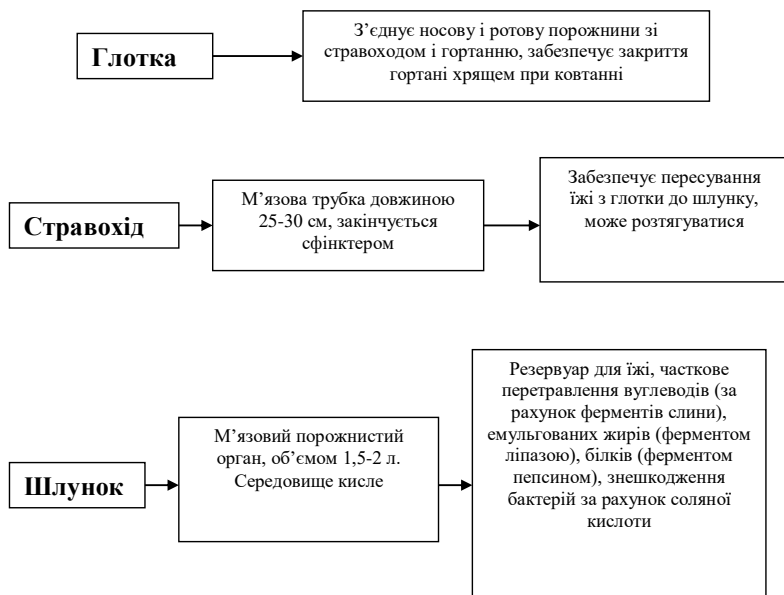 Глотка
З’єднує носову і ротову порожнини зі
стравоходом і гортанню, забезпечує закриття
гортані хрящем при ковтанні
Стравохід
М’язова трубка довжиною
25-30 см, закінчується
сфінктером
Забезпечує пересування
їжі з глотки до шлунку,
може розтягуватися
Шлунок
М’язовий порожнистий
орган, об’ємом 1,5-2 л.
Середовище кисле
Резервуар для їжі, часткове
перетравлення вуглеводів (за
рахунок ферментів слини),
емульгованих жирів (ферментом
ліпазою), білків (ферментом
пепсином), знешкодження
бактерій за рахунок соляної
кислоти